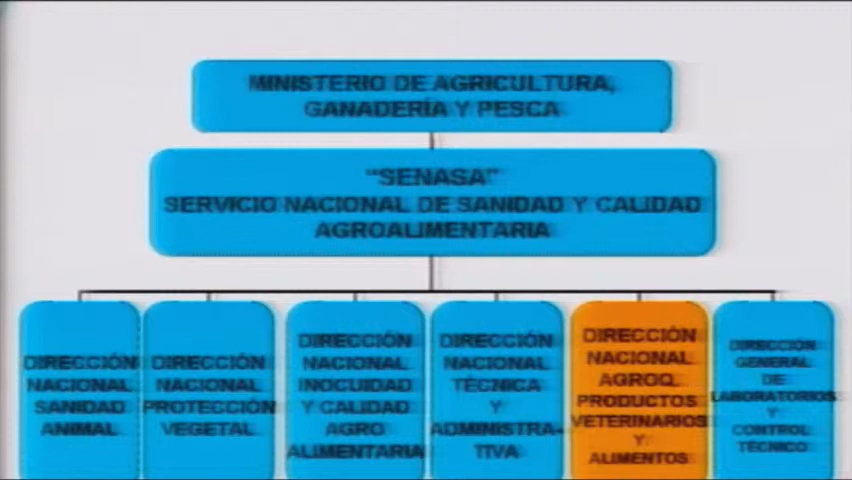 MINISTERIO DE AGRICULTURA,
GANADERÍA Y PESCA
"SENASA"
SERVICIO NACIONAL DE SANIDAD Y CALIDAD
AGROALIMENTARIA
DIRECCIÓN
NACIONAL
SANIDAD
ANIMAL
DIRECCIÓN
NACIONAL
PROTECCIÓN
VEGETAL
DIRECCIÓN
NACIONAL
INOCUIDAD
Y CALIDAD
AGRO
ALIMENTARIA
DIRECCIÓN
NACIONAL
TÉCNICA
Y
ADMINISTRA-
TIVA
DIRECCIÓN
NACIONAL
AGROQ.
PRODUCTOS
VETERINARIOS
Y
ALIMENTOS
DIRECCIÓN
GENERAL
DE
LABORATORIOS
Y
CONTROL
TÉCNICO